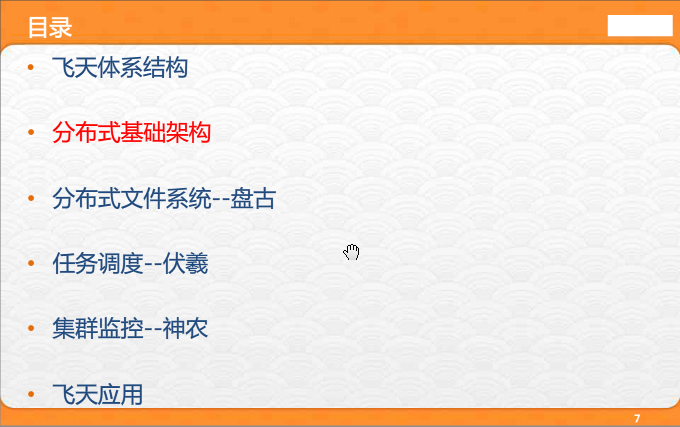 目录
• 飞天体系结构
• 分布式基础架构
• 分布式文件系统--盘古
• 任务调度--伏羲
• 集群监控--神农
• 飞天应用
7